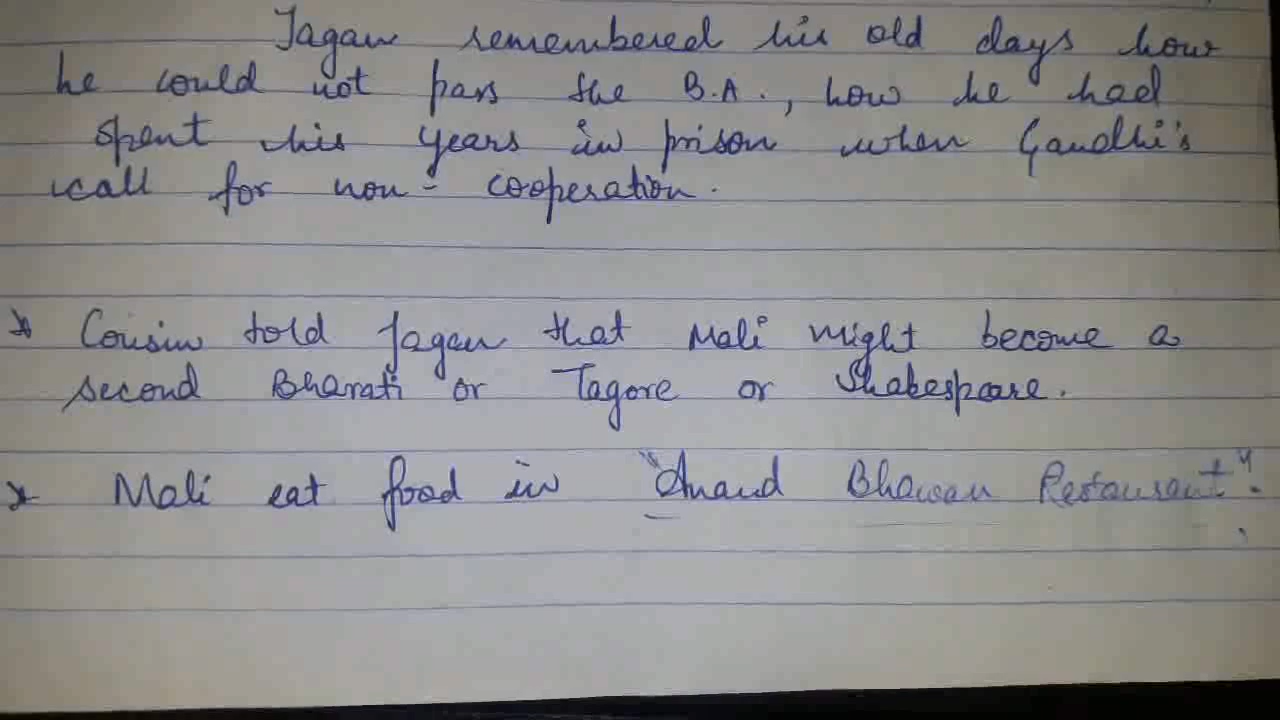 Jagan remembered his old days how
he could not pass the B.A., how he had
spent his years in prison when Gandhi's
call for non-cooperation.
* Cousin told Jagan that Mali might become a
second Bharati or Tagore or Shakespeare.
* Mali eat food in "Anand Bhawan Restaurant".